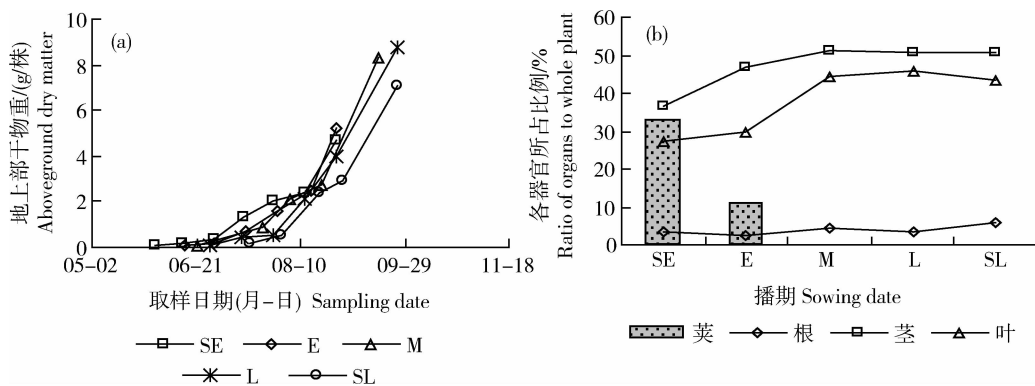 (a)
地上部干物重/(g/株)
Aboveground dry matter
10
8
6
4
2
0
05-02 06-21 08-10 09-29 11-18
取样日期(月-日) Sampling date
SE E M
L SL
(b)
各器官所占比例/%
Ratio of organs to whole plant
60
50
40
30
20
10
0
SE E M L SL
播期 Sowing date
荚 根 茎 叶